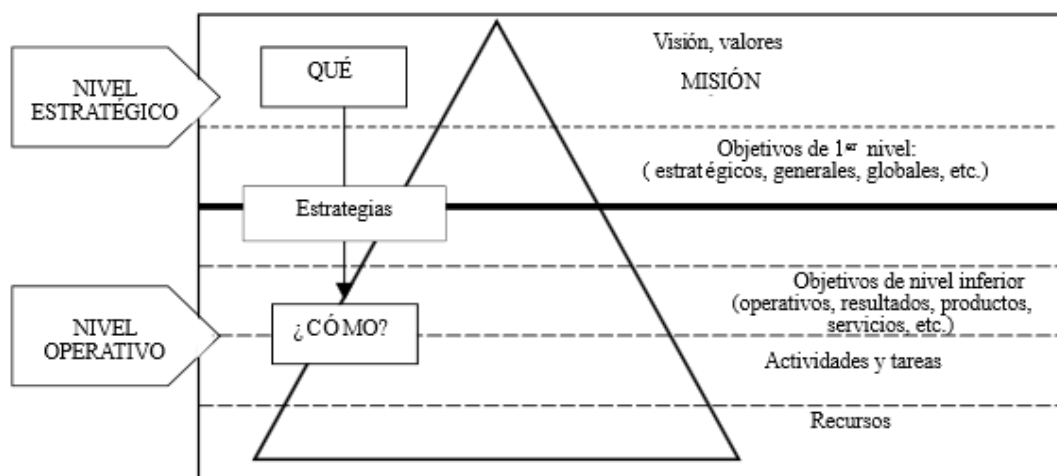 NIVEL
ESTRATÉGICO
QUÉ
Visión, valores
MISIÓN
Objetivos de 1er nivel:
( estratégicos, generales, globales, etc.)
Estrategias
NIVEL
OPERATIVO
¿CÓMO?
Objetivos de nivel inferior
(operativos, resultados, productos,
servicios, etc.)
Actividades y tareas
Recursos